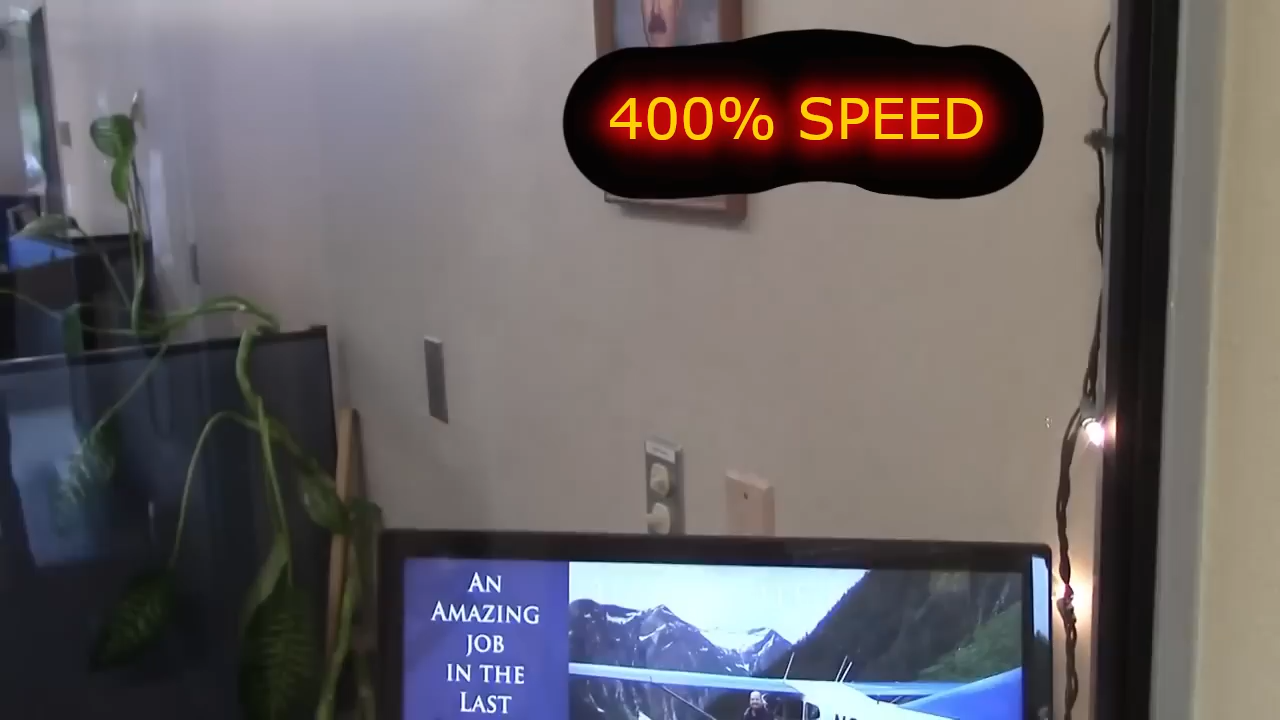 400% SPEED
AN
AMAZING
JOB
IN THE
LAST